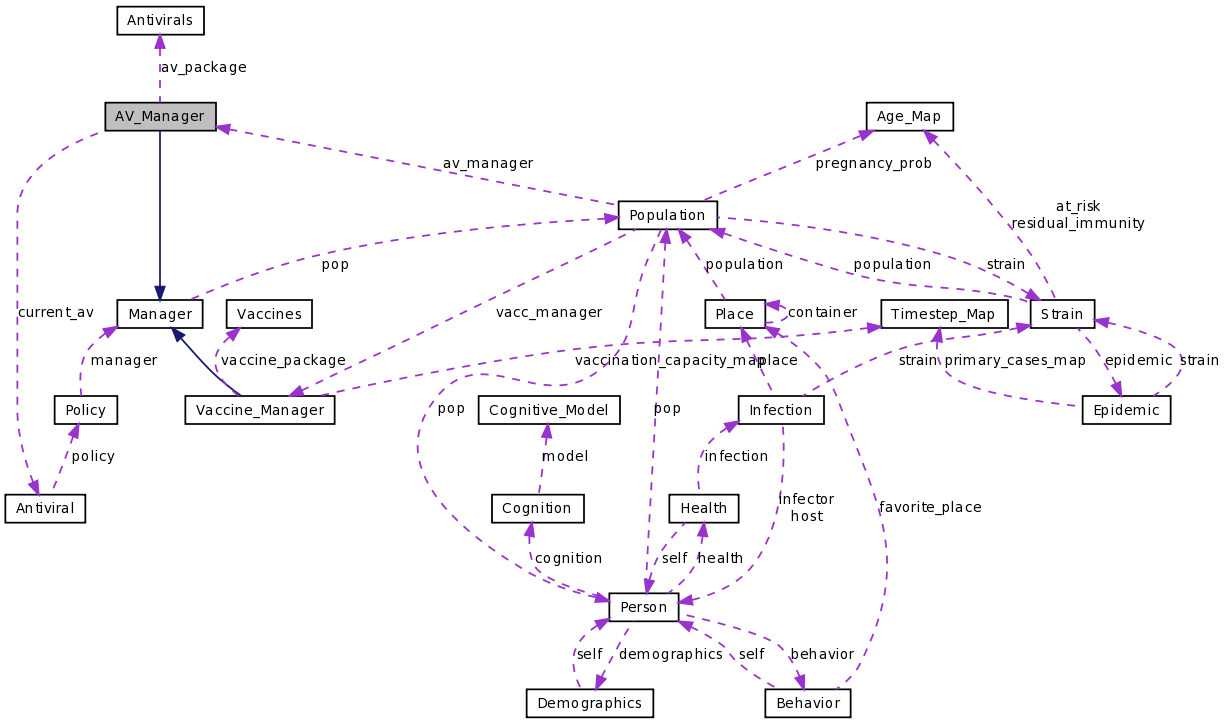 Antivirals
av_package
AV_Manager
Age_Map
av_manager
pregnancy_prob
Population
at_risk
residual_immunity
pop
population
population
strain
current_av
Manager
Vaccines
vacc_manager
Place
container
Timestep_Map
Strain
manager
vaccine_package
vaccination_capacity_map
place
strain
primary_cases_map
epidemic
strain
Policy
Vaccine_Manager
pop
Cognitive_Model
pop
Infection
Epidemic
policy
model
infection
Antiviral
Cognition
Health
infector
host
favorite_place
cognition
self
health
Person
self
demographics
self
behavior
Demographics
Behavior